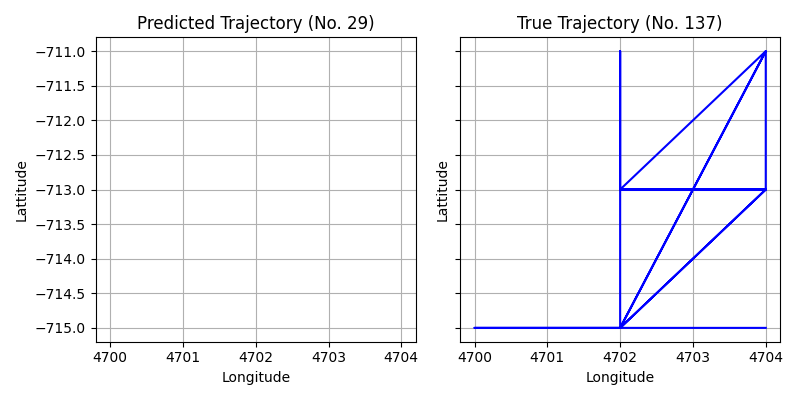 Predicted Trajectory (No. 29)
True Trajectory (No. 137)
−711.0
−711.5
−712.0
−712.5
−713.0
−713.5
−714.0
−714.5
−715.0
Lattitude
Lattitude
4700 4701 4702 4703 4704
4700 4701 4702 4703 4704
Longitude
Longitude